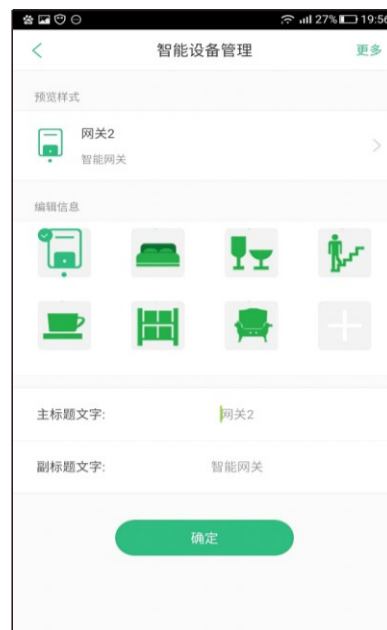 27% 19:56
智能设备管理 更多
预览样式
网关2
智能网关
编辑信息
主标题文字: 网关2
副标题文字: 智能网关
确定